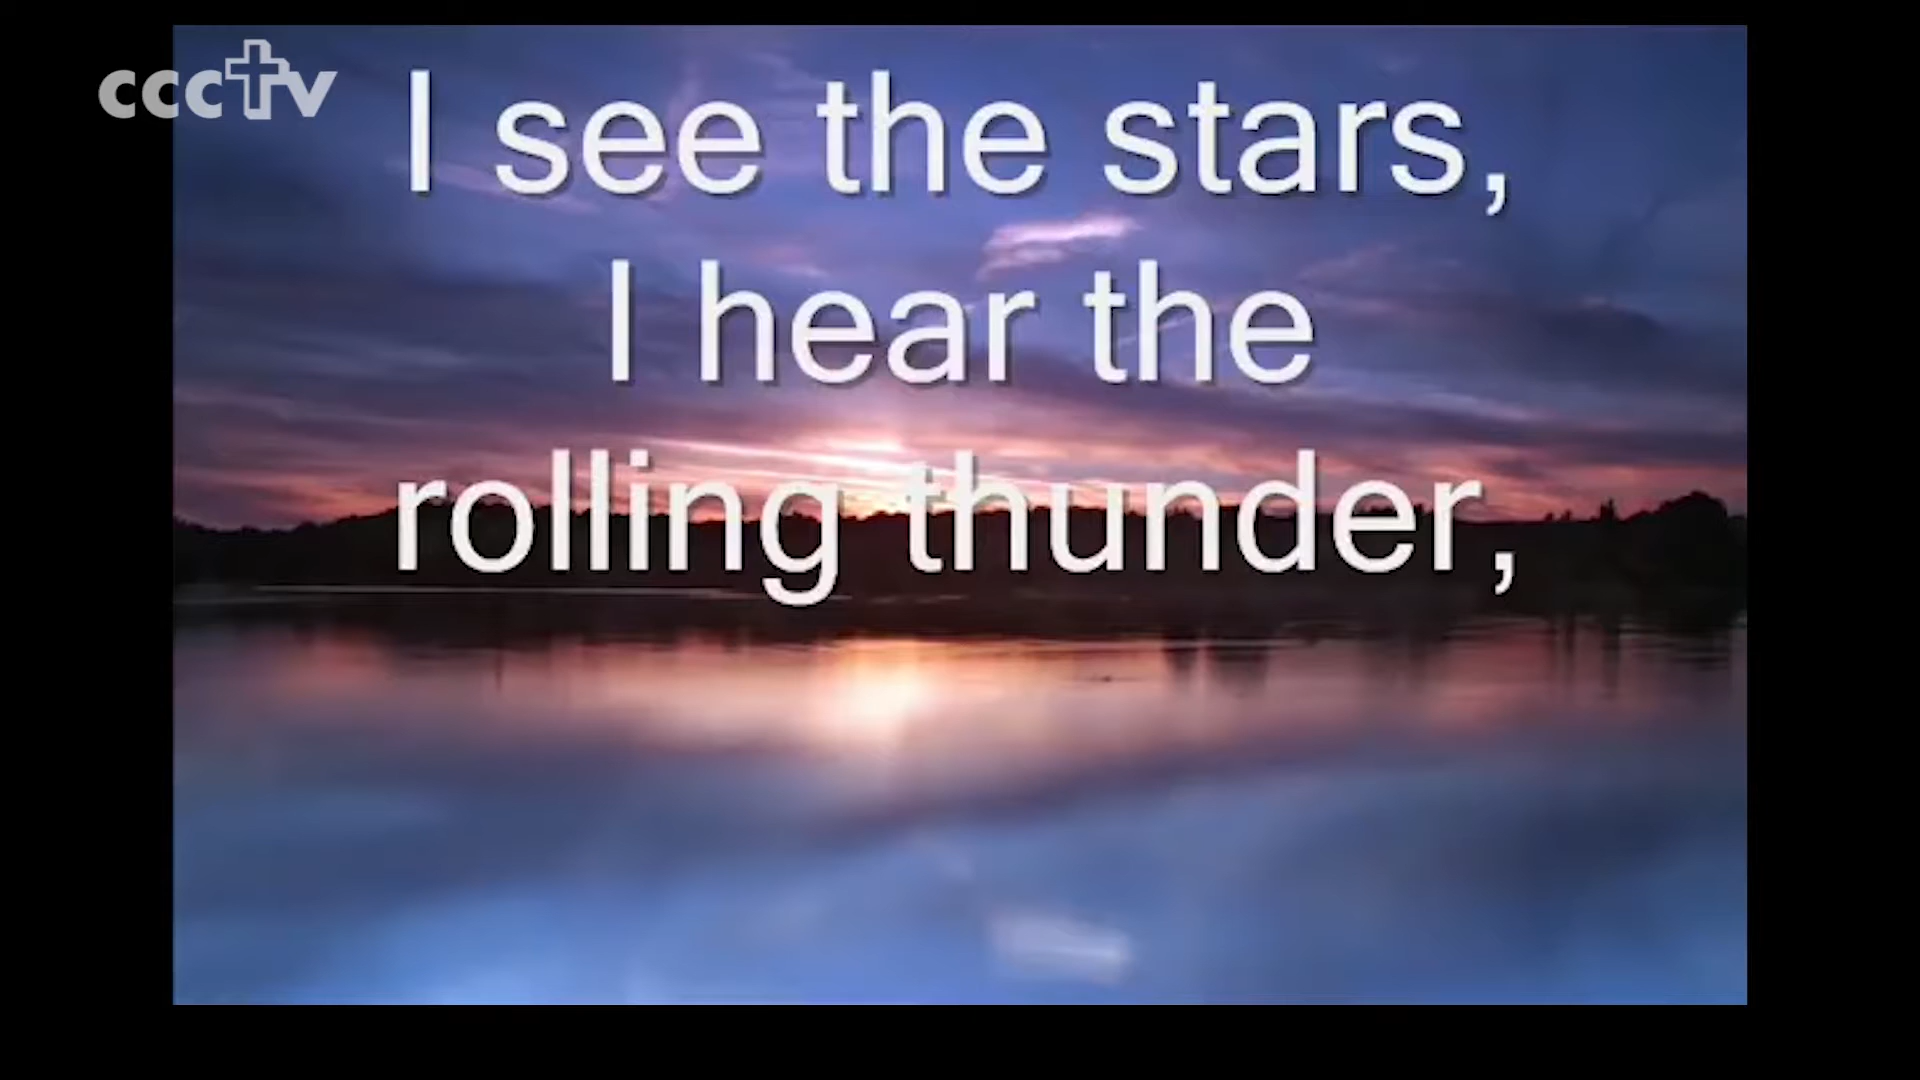 cccTV
I see the stars,
I hear the
rolling thunder,